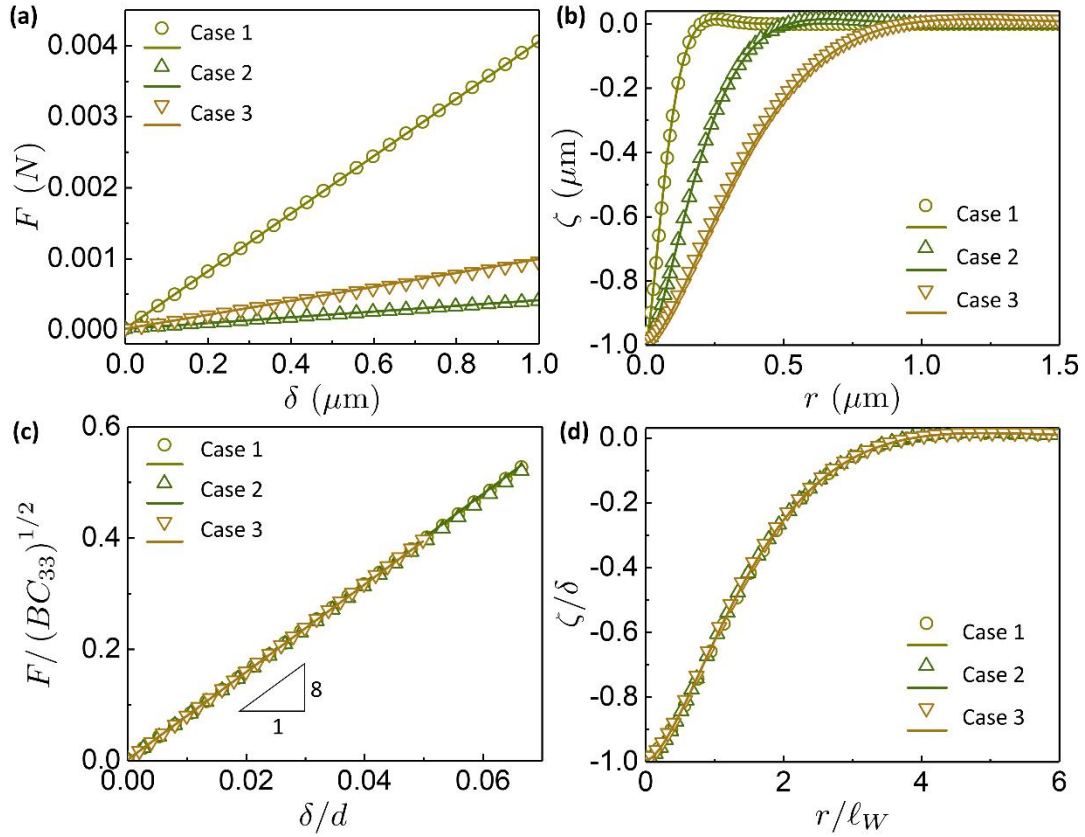 (a)
0.004
0.003
0.002
0.001
0.000
F (N)
Case 1
Case 2
Case 3
0.0 0.2 0.4 0.6 0.8 1.0
δ (μm)
(b)
0.0
-0.2
-0.4
-0.6
-0.8
-1.0
ζ (μm)
Case 1
Case 2
Case 3
0.0 0.5 1.0 1.5
r (μm)
(c)
0.6
0.4
0.2
0.0
F/(BC₃₃)^{1/2}
Case 1
Case 2
Case 3
8
1
0.00 0.02 0.04 0.06
δ/d
(d)
0.0
-0.2
-0.4
-0.6
-0.8
-1.0
ζ/δ
Case 1
Case 2
Case 3
0 2 4 6
r/ℓ_W